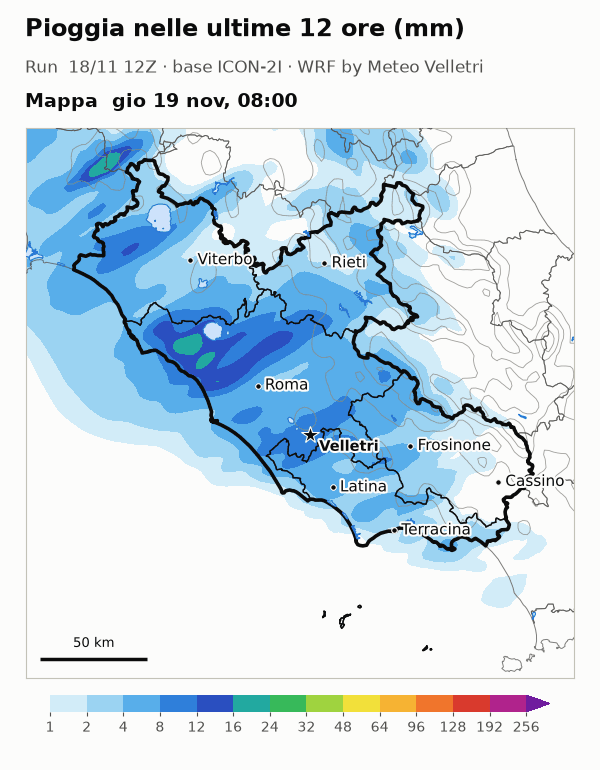 Pioggia nelle ultime 12 ore (mm)
Run  18/11 12Z · base ICON-2I · WRF by Meteo Velletri
Mappa  gio 19 nov, 08:00
Viterbo
Rieti
Roma
Velletri
Frosinone
Cassino
Latina
Terracina
50 km
1 2 4 8 12 16 24 32 48 64 96 128 192 256